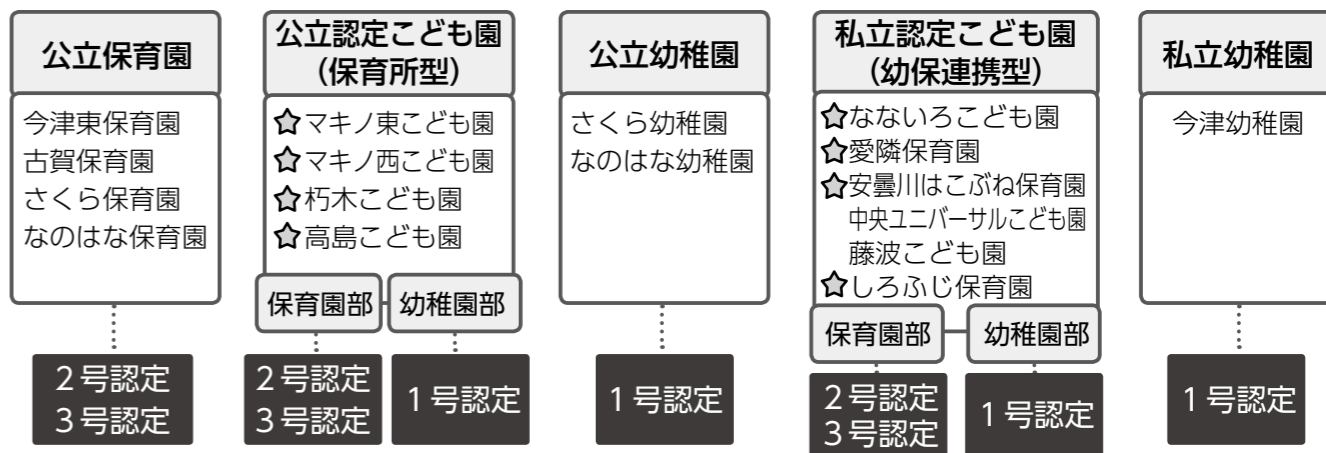 公立保育園
今津東保育園
古賀保育園
さくら保育園
なのはな保育園
2号認定
3号認定
公立認定こども園
(保育所型)
☆マキノ東こども園
☆マキノ西こども園
☆朽木こども園
☆高島こども園
保育園部
幼稚園部
2号認定
3号認定
1号認定
公立幼稚園
さくら幼稚園
なのはな幼稚園
1号認定
私立認定こども園
(幼保連携型)
☆なないろこども園
☆愛隣保育園
☆安曇川はこぶね保育園
中央ユニバーサルこども園
藤波こども園
☆しろふじ保育園
保育園部
幼稚園部
2号認定
3号認定
1号認定
私立幼稚園
今津幼稚園
1号認定